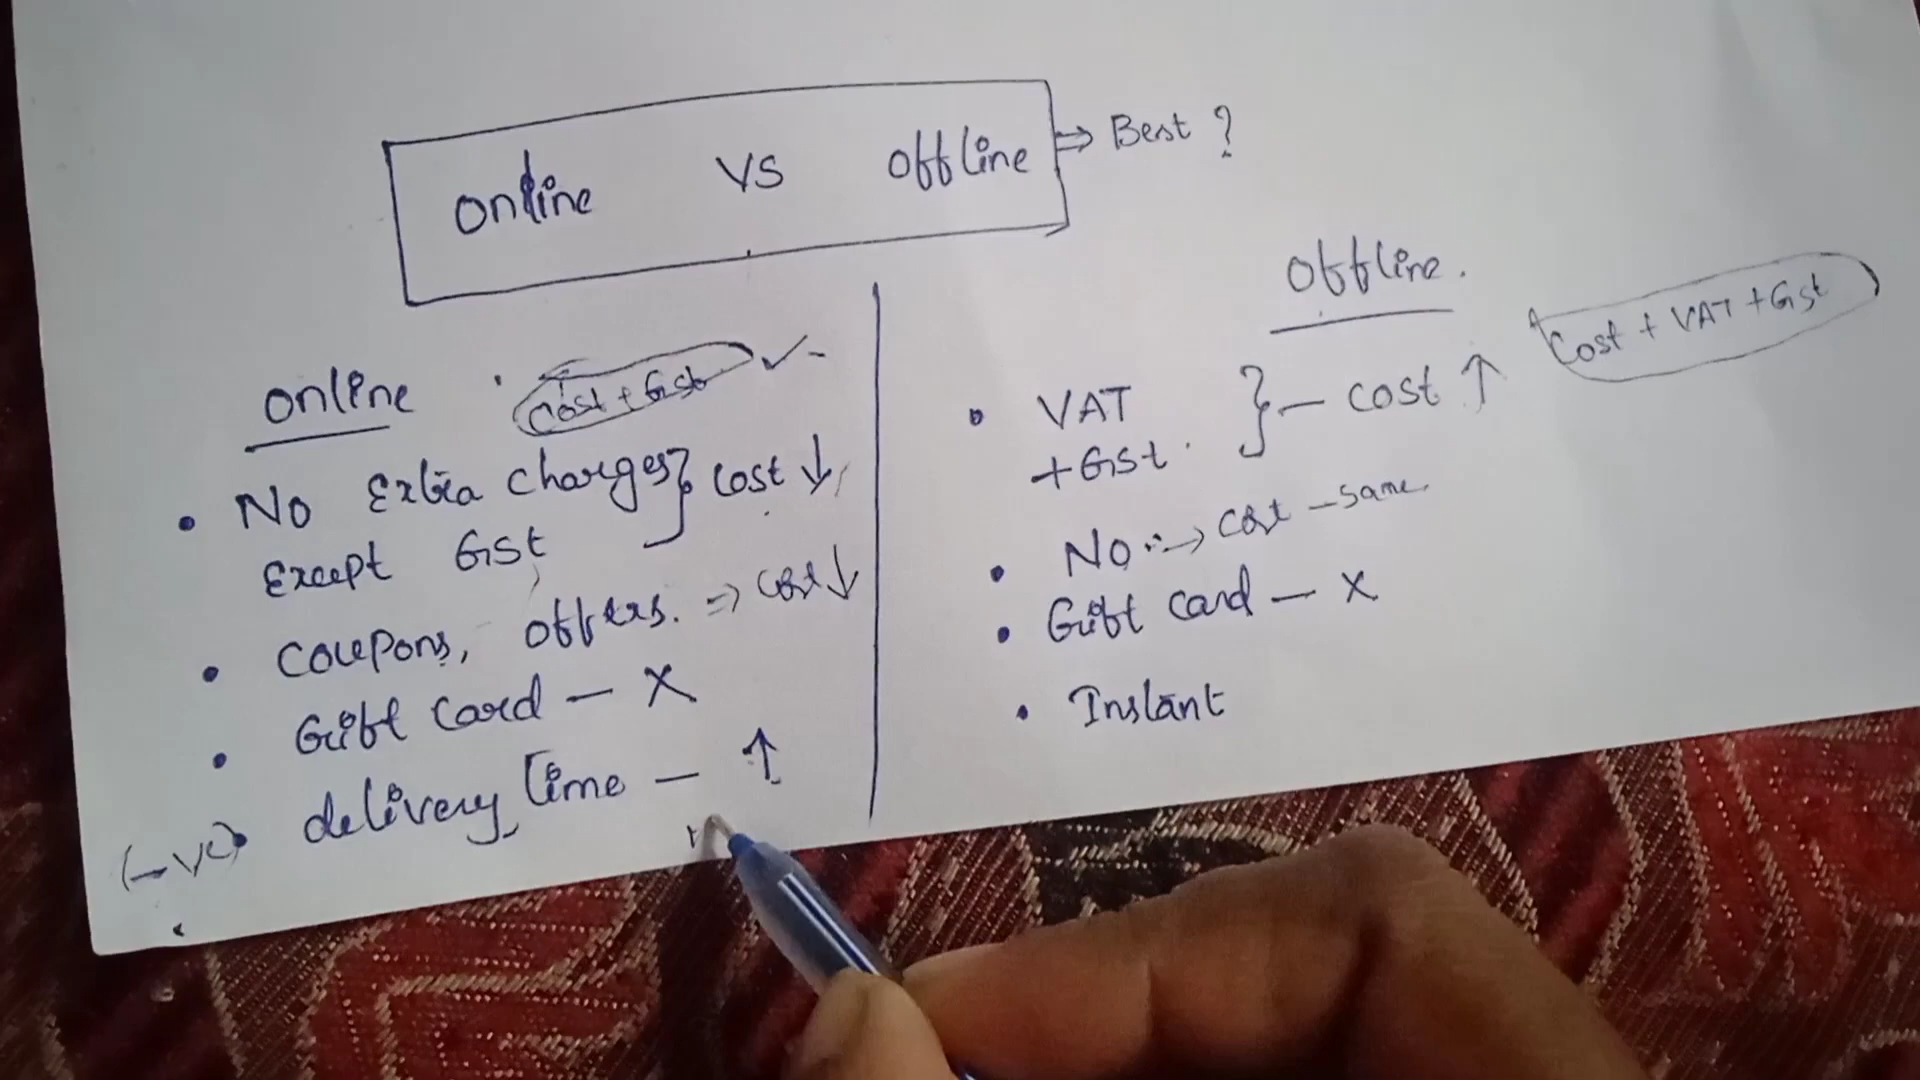 Online VS Offline => Best ?
Online
Cost + Gst ✓
• No Extra Charges } Cost ↓
Except Gst
• Coupons, offers. => Cost ↓
• Gift Card - X
(-ve) • delivery time - ↑
Offline.
Cost + VAT + Gst
• VAT } - Cost ↑
+ Gst
• No -> Cost - Same
• Gift Card - X
• Instant